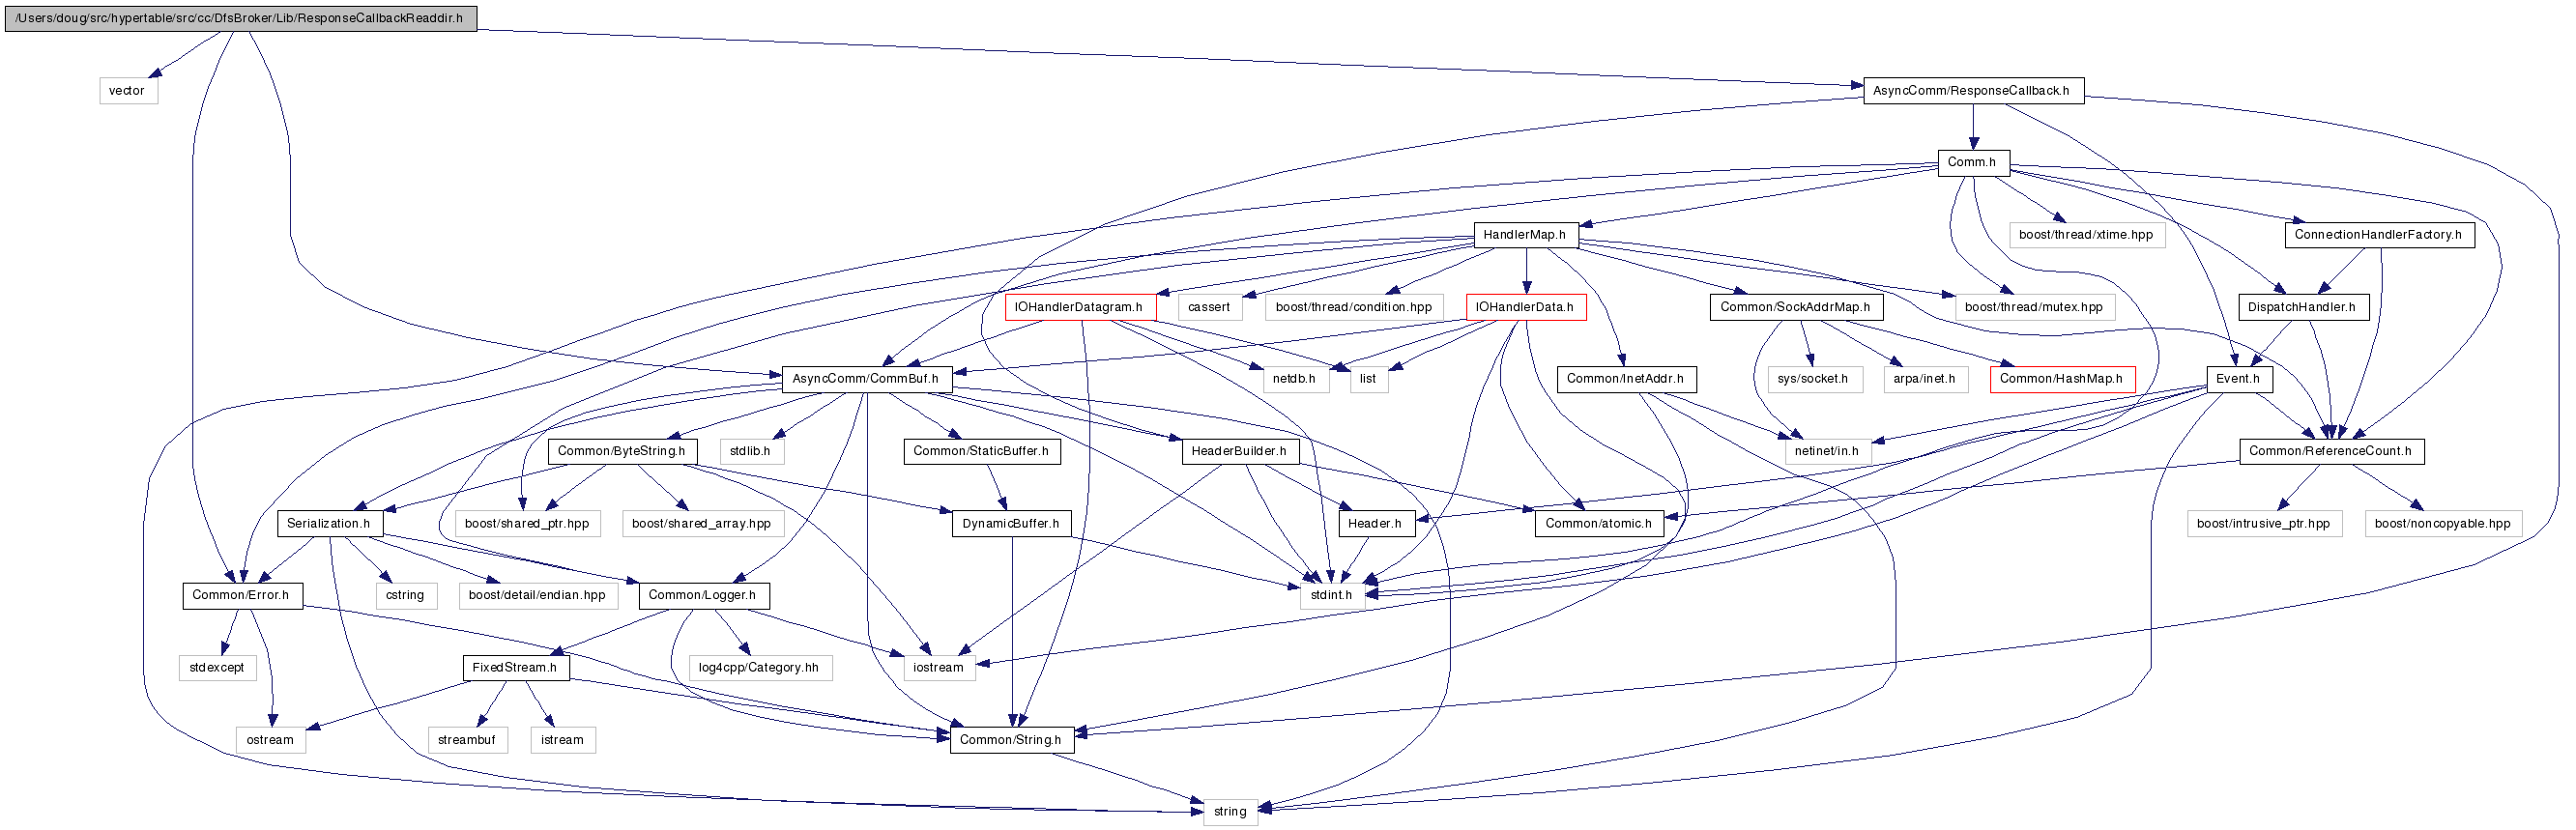 /Users/doug/src/hypertable/src/cc/DfsBroker/Lib/ResponseCallbackReaddir.h
vector
AsyncComm/ResponseCallback.h
Comm.h
HandlerMap.h
boost/thread/xtime.hpp
ConnectionHandlerFactory.h
IOHandlerDatagram.h
cassert
boost/thread/condition.hpp
IOHandlerData.h
Common/SockAddrMap.h
boost/thread/mutex.hpp
DispatchHandler.h
AsyncComm/CommBuf.h
netdb.h
list
Common/InetAddr.h
sys/socket.h
arpa/inet.h
Common/HashMap.h
Event.h
Common/ByteString.h
stdlib.h
Common/StaticBuffer.h
HeaderBuilder.h
netinet/in.h
Common/ReferenceCount.h
Serialization.h
boost/shared_ptr.hpp
boost/shared_array.hpp
DynamicBuffer.h
Header.h
Common/atomic.h
boost/intrusive_ptr.hpp
boost/noncopyable.hpp
Common/Error.h
cstring
boost/detail/endian.hpp
Common/Logger.h
stdint.h
stdexcept
FixedStream.h
log4cpp/Category.hh
iostream
ostream
streambuf
istream
Common/String.h
string